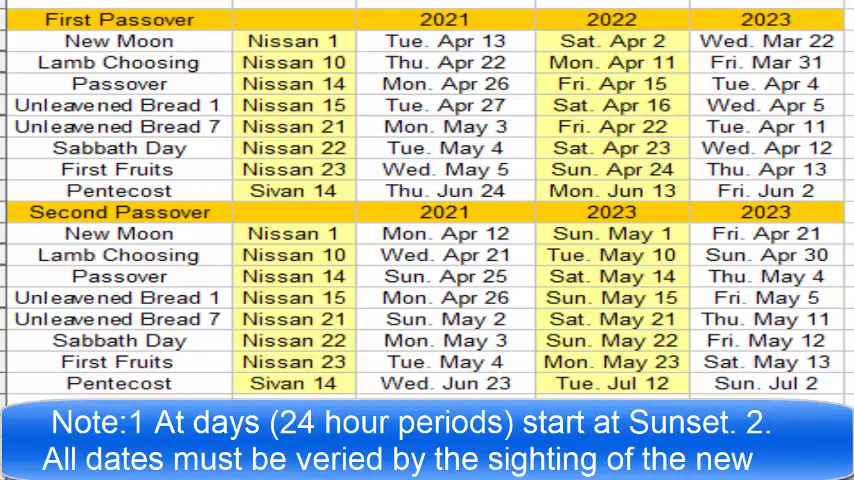 First Passover 2021 2022 2023
New Moon Nissan 1 Tue. Apr 13 Sat. Apr 2 Wed. Mar 22
Lamb Choosing Nissan 10 Thu. Apr 22 Mon. Apr 11 Fri. Mar 31
Passover Nissan 14 Mon. Apr 26 Fri. Apr 15 Tue. Apr 4
Unleavened Bread 1 Nissan 15 Tue. Apr 27 Sat. Apr 16 Wed. Apr 5
Unleavened Bread 7 Nissan 21 Mon. May 3 Fri. Apr 22 Tue. Apr 11
Sabbath Day Nissan 22 Tue. May 4 Sat. Apr 23 Wed. Apr 12
First Fruits Nissan 23 Wed. May 5 Sun. Apr 24 Thu. Apr 13
Pentecost Sivan 14 Thu. Jun 24 Mon. Jun 13 Fri. Jun 2
Second Passover 2021 2023 2023
New Moon Nissan 1 Mon. Apr 12 Sun. May 1 Fri. Apr 21
Lamb Choosing Nissan 10 Wed. Apr 21 Tue. May 10 Sun. Apr 30
Passover Nissan 14 Sun. Apr 25 Sat. May 14 Thu. May 4
Unleavened Bread 1 Nissan 15 Mon. Apr 26 Sun. May 15 Fri. May 5
Unleavened Bread 7 Nissan 21 Sun. May 2 Sat. May 21 Thu. May 11
Sabbath Day Nissan 22 Mon. May 3 Sun. May 22 Fri. May 12
First Fruits Nissan 23 Tue. May 4 Mon. May 23 Sat. May 13
Pentecost Sivan 14 Wed. Jun 23 Tue. Jul 12 Sun. Jul 2
Note:1 At days (24 hour periods) start at Sunset. 2.
All dates must be veried by the sighting of the new